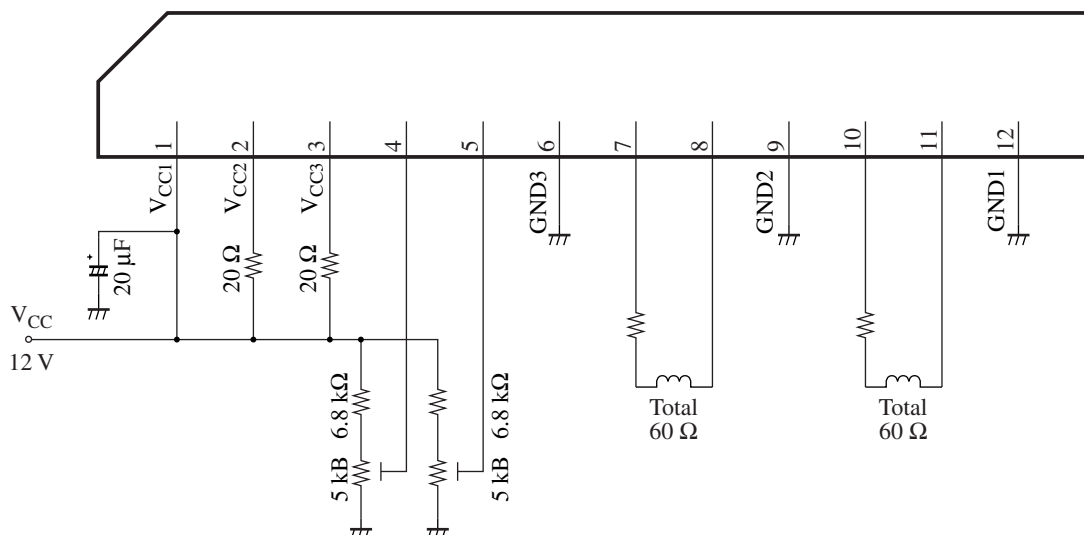 1
2
3
4
5
6
7
8
9
10
11
12
VCC1
VCC2
VCC3
GND3
GND2
GND1
+
20 μF
20 Ω
20 Ω
VCC
12 V
6.8 kΩ
6.8 kΩ
5 kB
5 kB
Total
60 Ω
Total
60 Ω